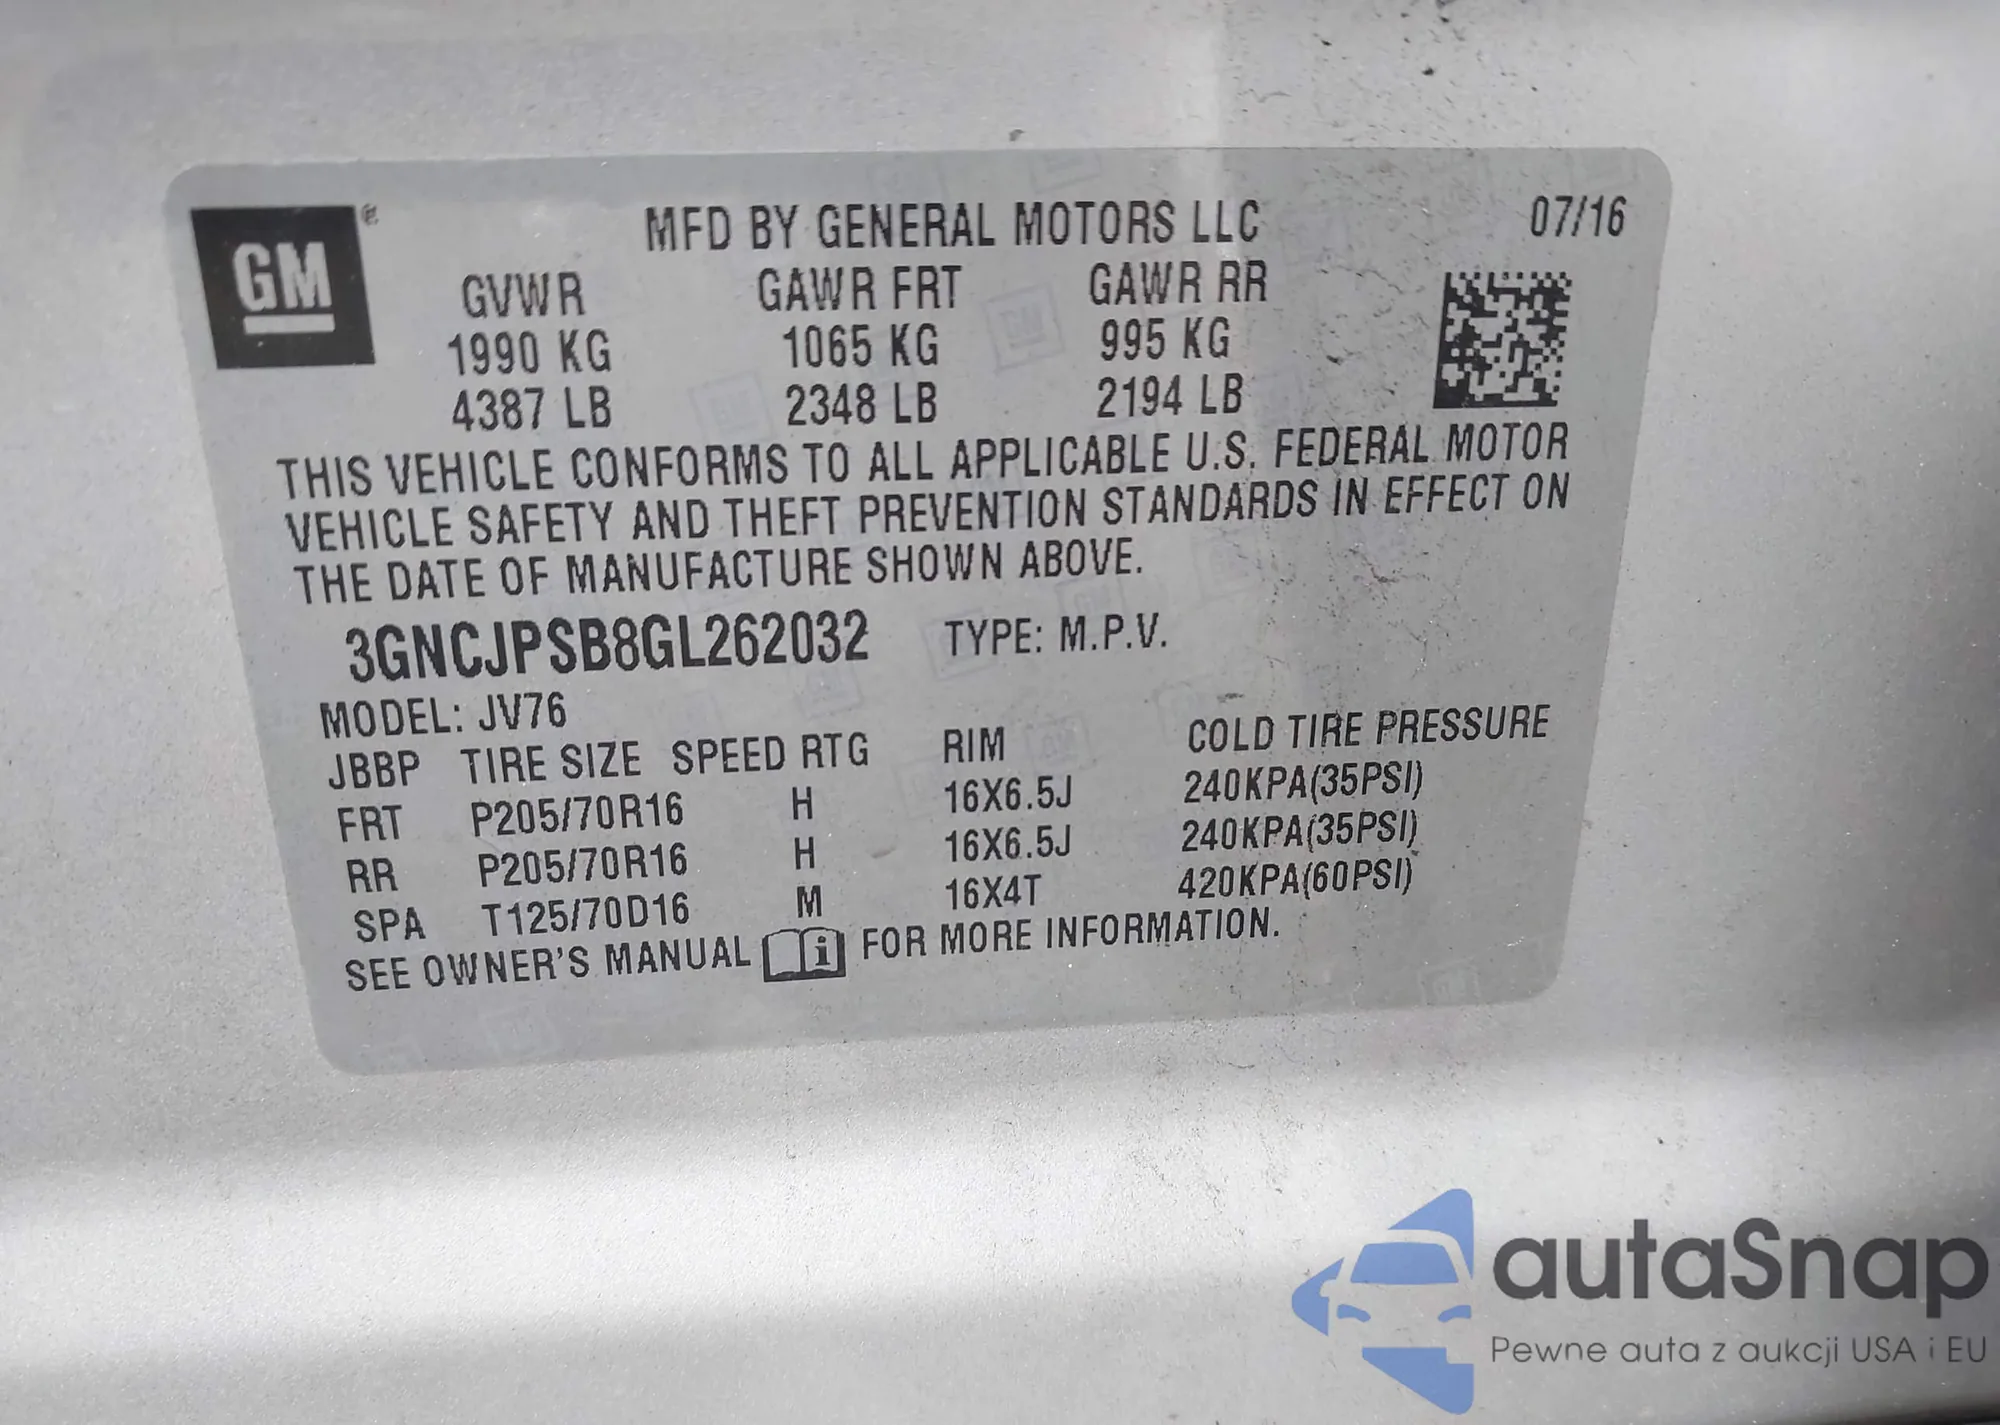 GM ®
MFD BY GENERAL MOTORS LLC 07/16
GVWR GAWR FRT GAWR RR
1990 KG 1065 KG 995 KG
4387 LB 2348 LB 2194 LB
THIS VEHICLE CONFORMS TO ALL APPLICABLE U.S. FEDERAL MOTOR
VEHICLE SAFETY AND THEFT PREVENTION STANDARDS IN EFFECT ON
THE DATE OF MANUFACTURE SHOWN ABOVE.
3GNCJPSB8GL262032 TYPE: M.P.V.
MODEL: JV76
JBBP TIRE SIZE SPEED RTG RIM COLD TIRE PRESSURE
FRT P205/70R16 H 16X6.5J 240KPA(35PSI)
RR P205/70R16 H 16X6.5J 240KPA(35PSI)
SPA T125/70D16 M 16X4T 420KPA(60PSI)
SEE OWNER'S MANUAL i FOR MORE INFORMATION.
autaSnap
Pewne auta z aukcji USA i EU